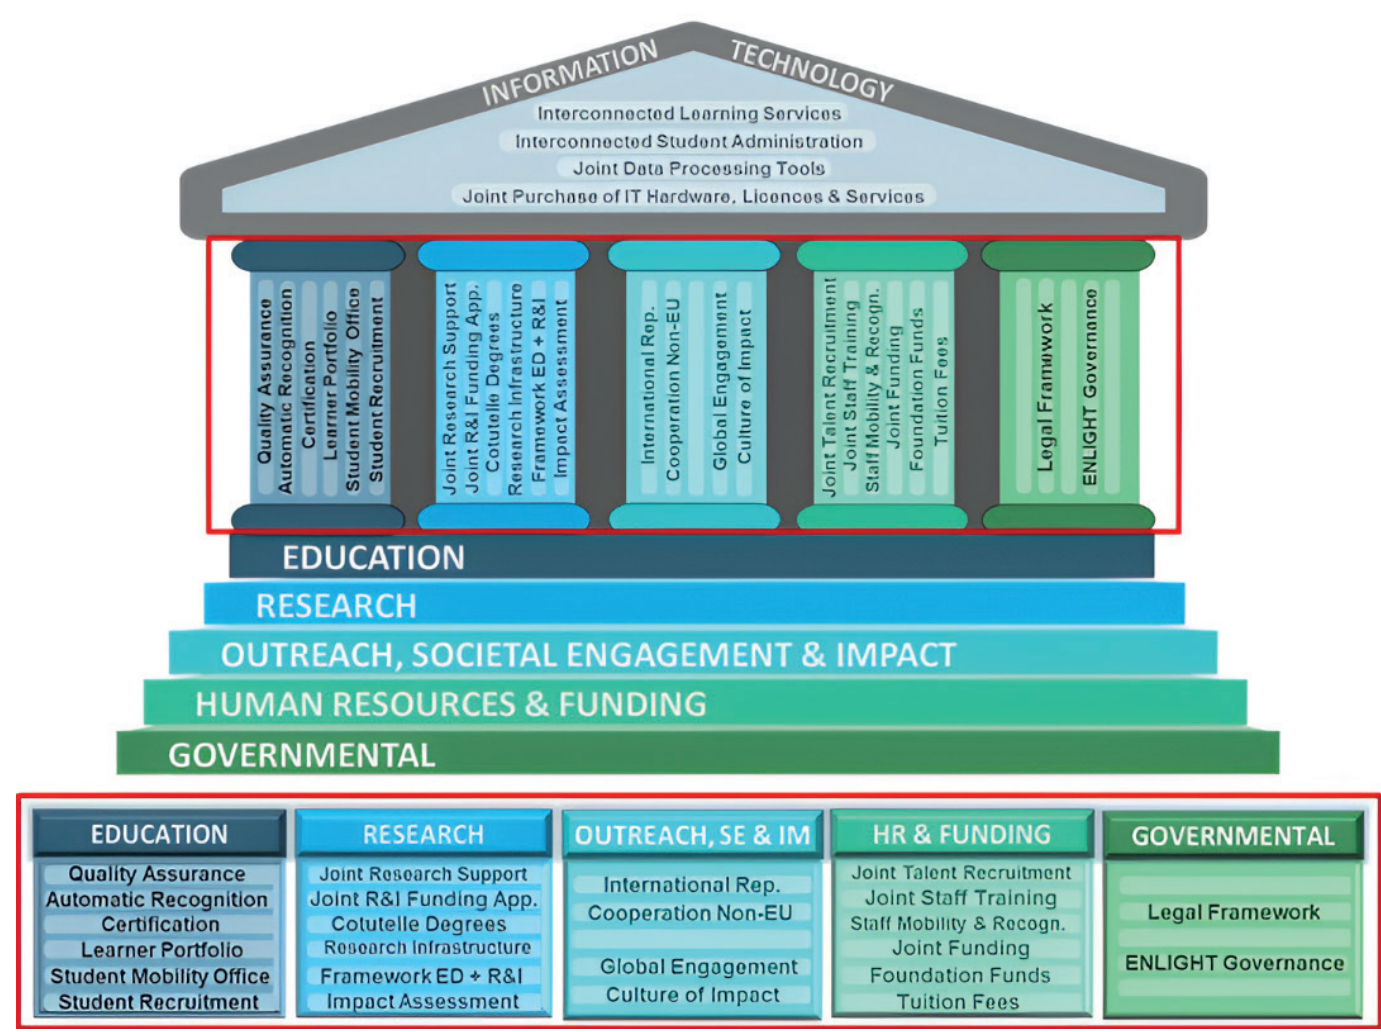 INFORMATION TECHNOLOGY
Interconnected Learning Services
Interconnected Student Administration
Joint Data Processing Tools
Joint Purchase of IT Hardware, Licences & Services
Quality Assurance
Automatic Recognition
Certification
Learner Portfolio
Student Mobility Office
Student Recruitment
Joint Research Support
Joint R&I Funding App.
Cotutelle Degrees
Research Infrastructure
Framework ED + R&I
Impact Assessment
International Rep.
Cooperation Non-EU
Global Engagement
Culture of Impact
Joint Talent Recruitment
Joint Staff Training
Staff Mobility & Recogn.
Joint Funding
Foundation Funds
Tuition Fees
Legal Framework
ENLIGHT Governance
EDUCATION
RESEARCH
OUTREACH, SOCIETAL ENGAGEMENT & IMPACT
HUMAN RESOURCES & FUNDING
GOVERNMENTAL
EDUCATION
Quality Assurance
Automatic Recognition
Certification
Learner Portfolio
Student Mobility Office
Student Recruitment
RESEARCH
Joint Research Support
Joint R&I Funding App.
Cotutelle Degrees
Research Infrastructure
Framework ED + R&I
Impact Assessment
OUTREACH, SE & IM
International Rep.
Cooperation Non-EU
Global Engagement
Culture of Impact
HR & FUNDING
Joint Talent Recruitment
Joint Staff Training
Staff Mobility & Recogn.
Joint Funding
Foundation Funds
Tuition Fees
GOVERNMENTAL
Legal Framework
ENLIGHT Governance